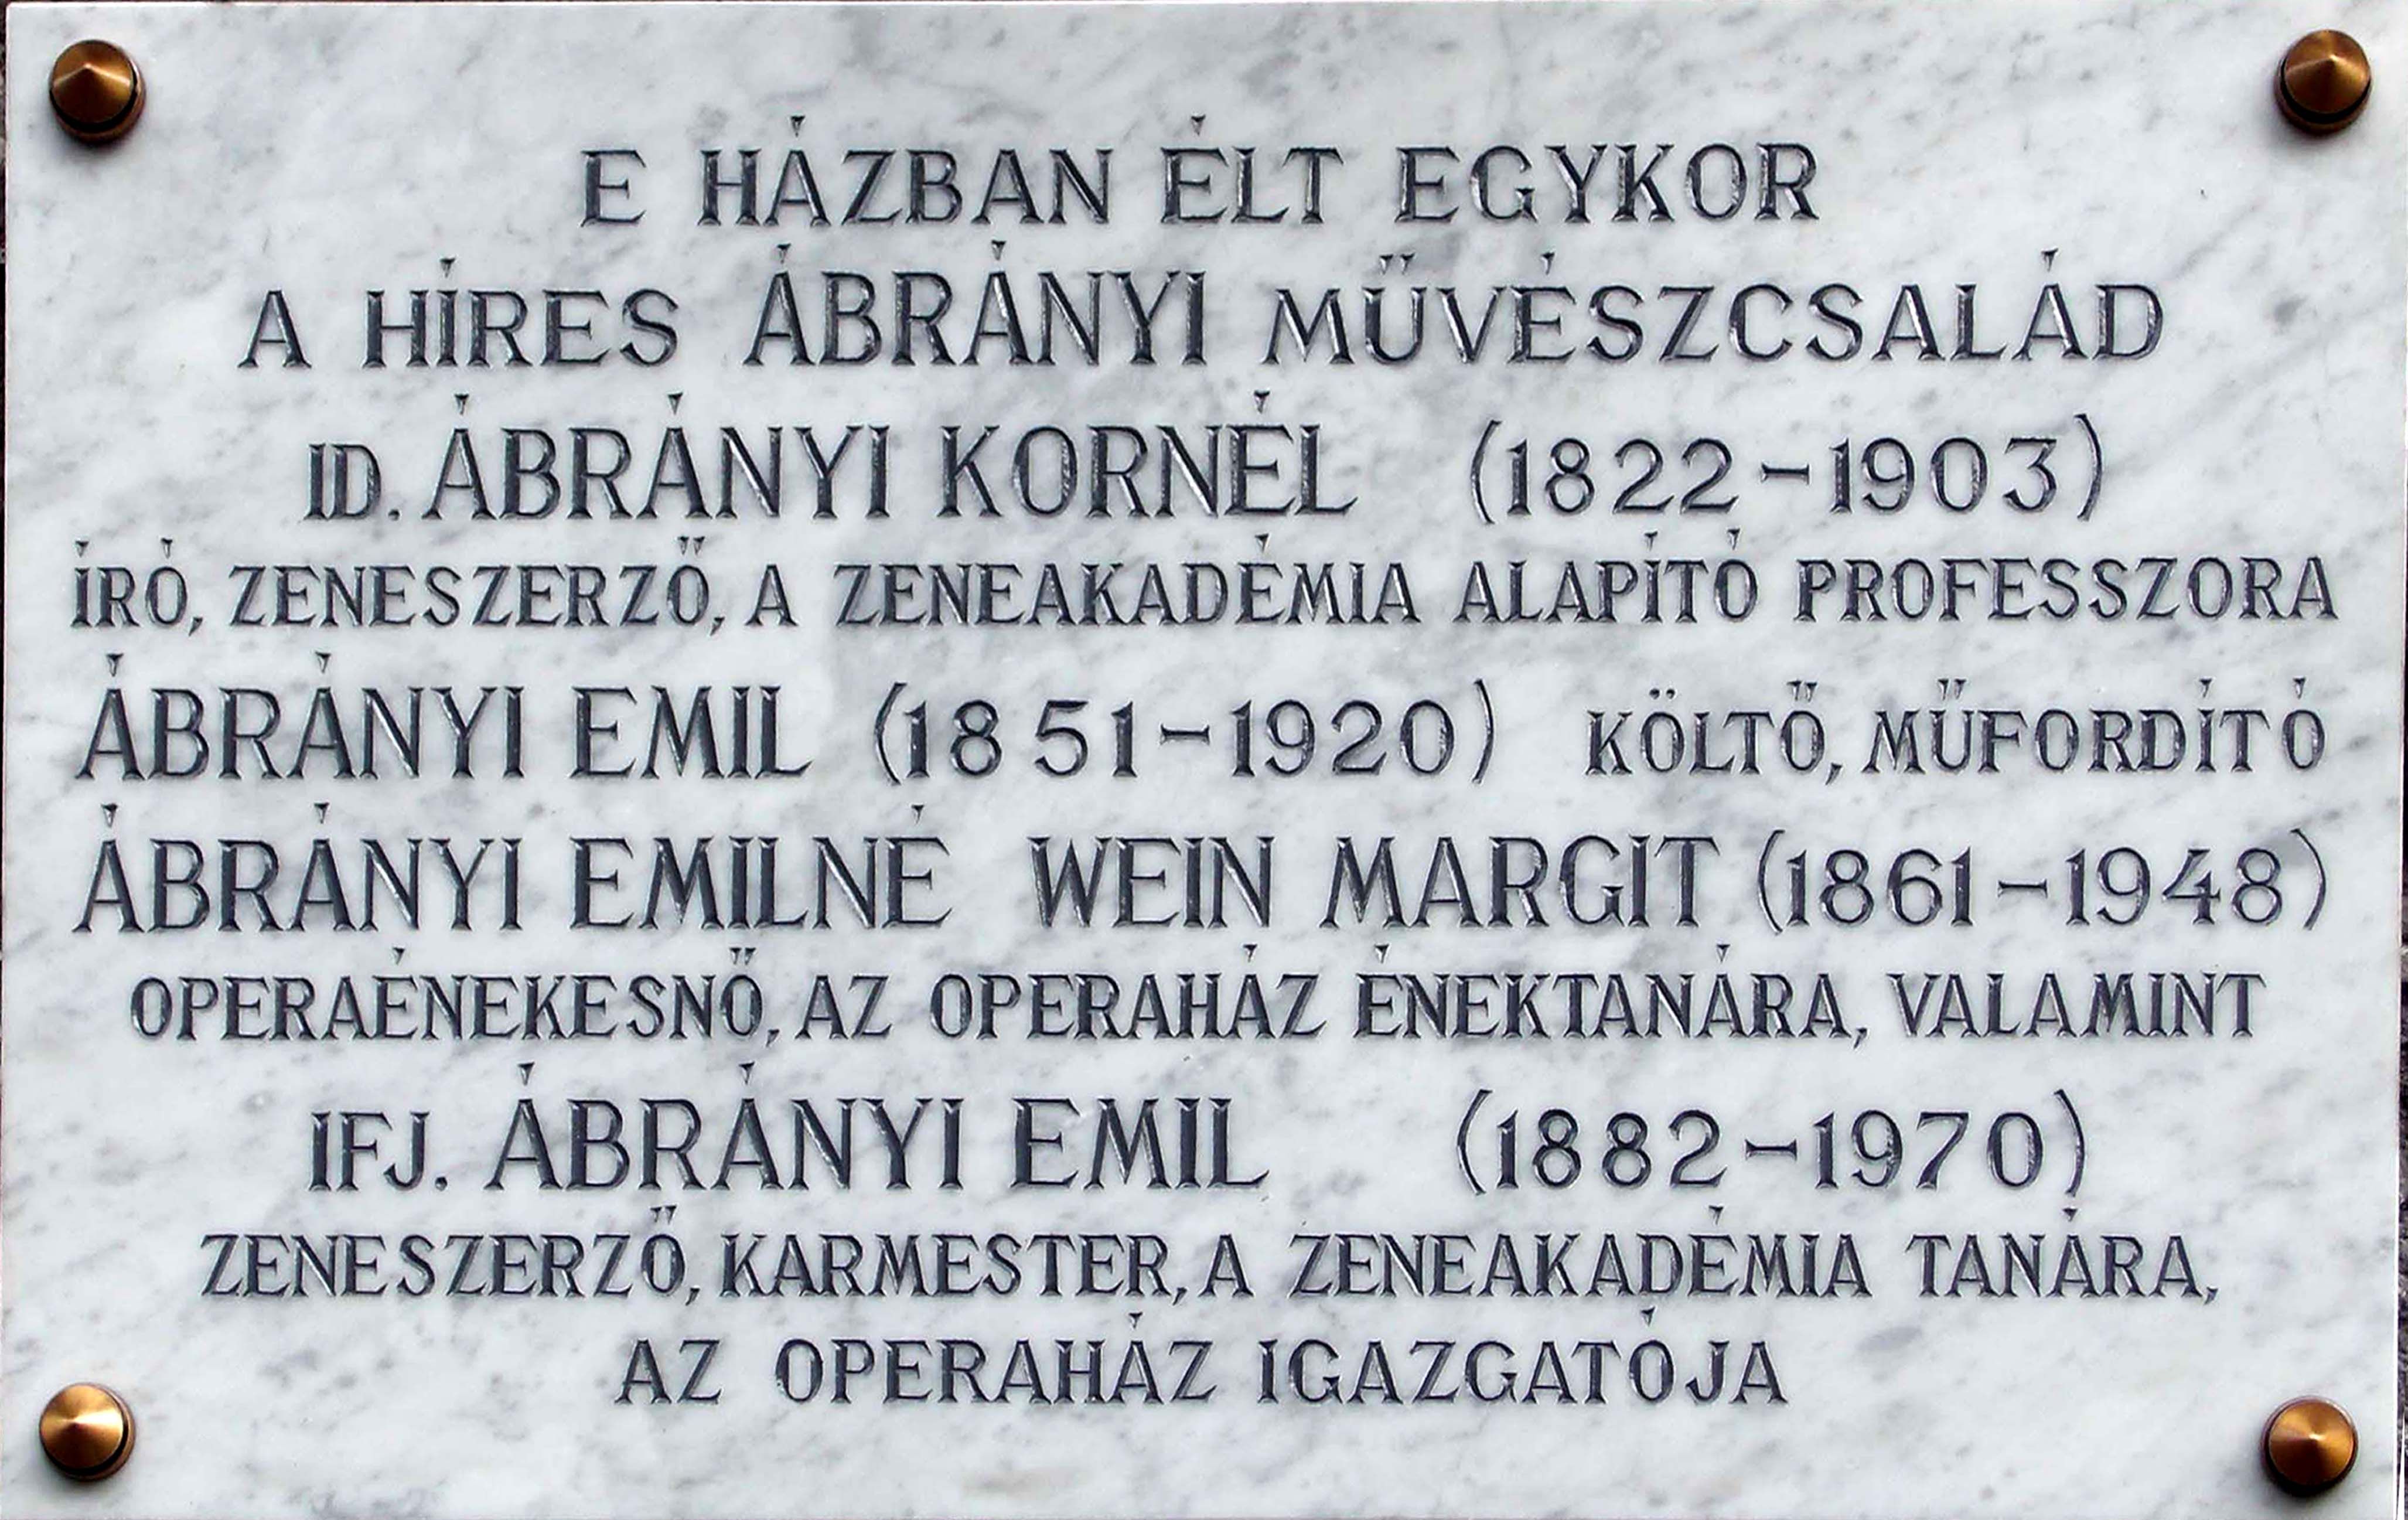 E HÁZBAN ÉLT EGYKOR
A HÍRES ÁBRÁNYI MŰVÉSZCSALÁD
ID. ÁBRÁNYI KORNÉL (1822-1903)
ÍRÓ, ZENESZERZŐ, A ZENEAKADÉMIA ALAPÍTÓ PROFESSZORA
ÁBRÁNYI EMIL (1851-1920) KÖLTŐ, MŰFORDÍTÓ
ÁBRÁNYI EMILNÉ WEIN MARGIT (1861-1948)
OPERAÉNEKESNŐ, AZ OPERAHÁZ ÉNEKTANÁRA, VALAMINT
IFJ. ÁBRÁNYI EMIL (1882-1970)
ZENESZERZŐ, KARMESTER, A ZENEAKADÉMIA TANÁRA,
AZ OPERAHÁZ IGAZGATÓJA